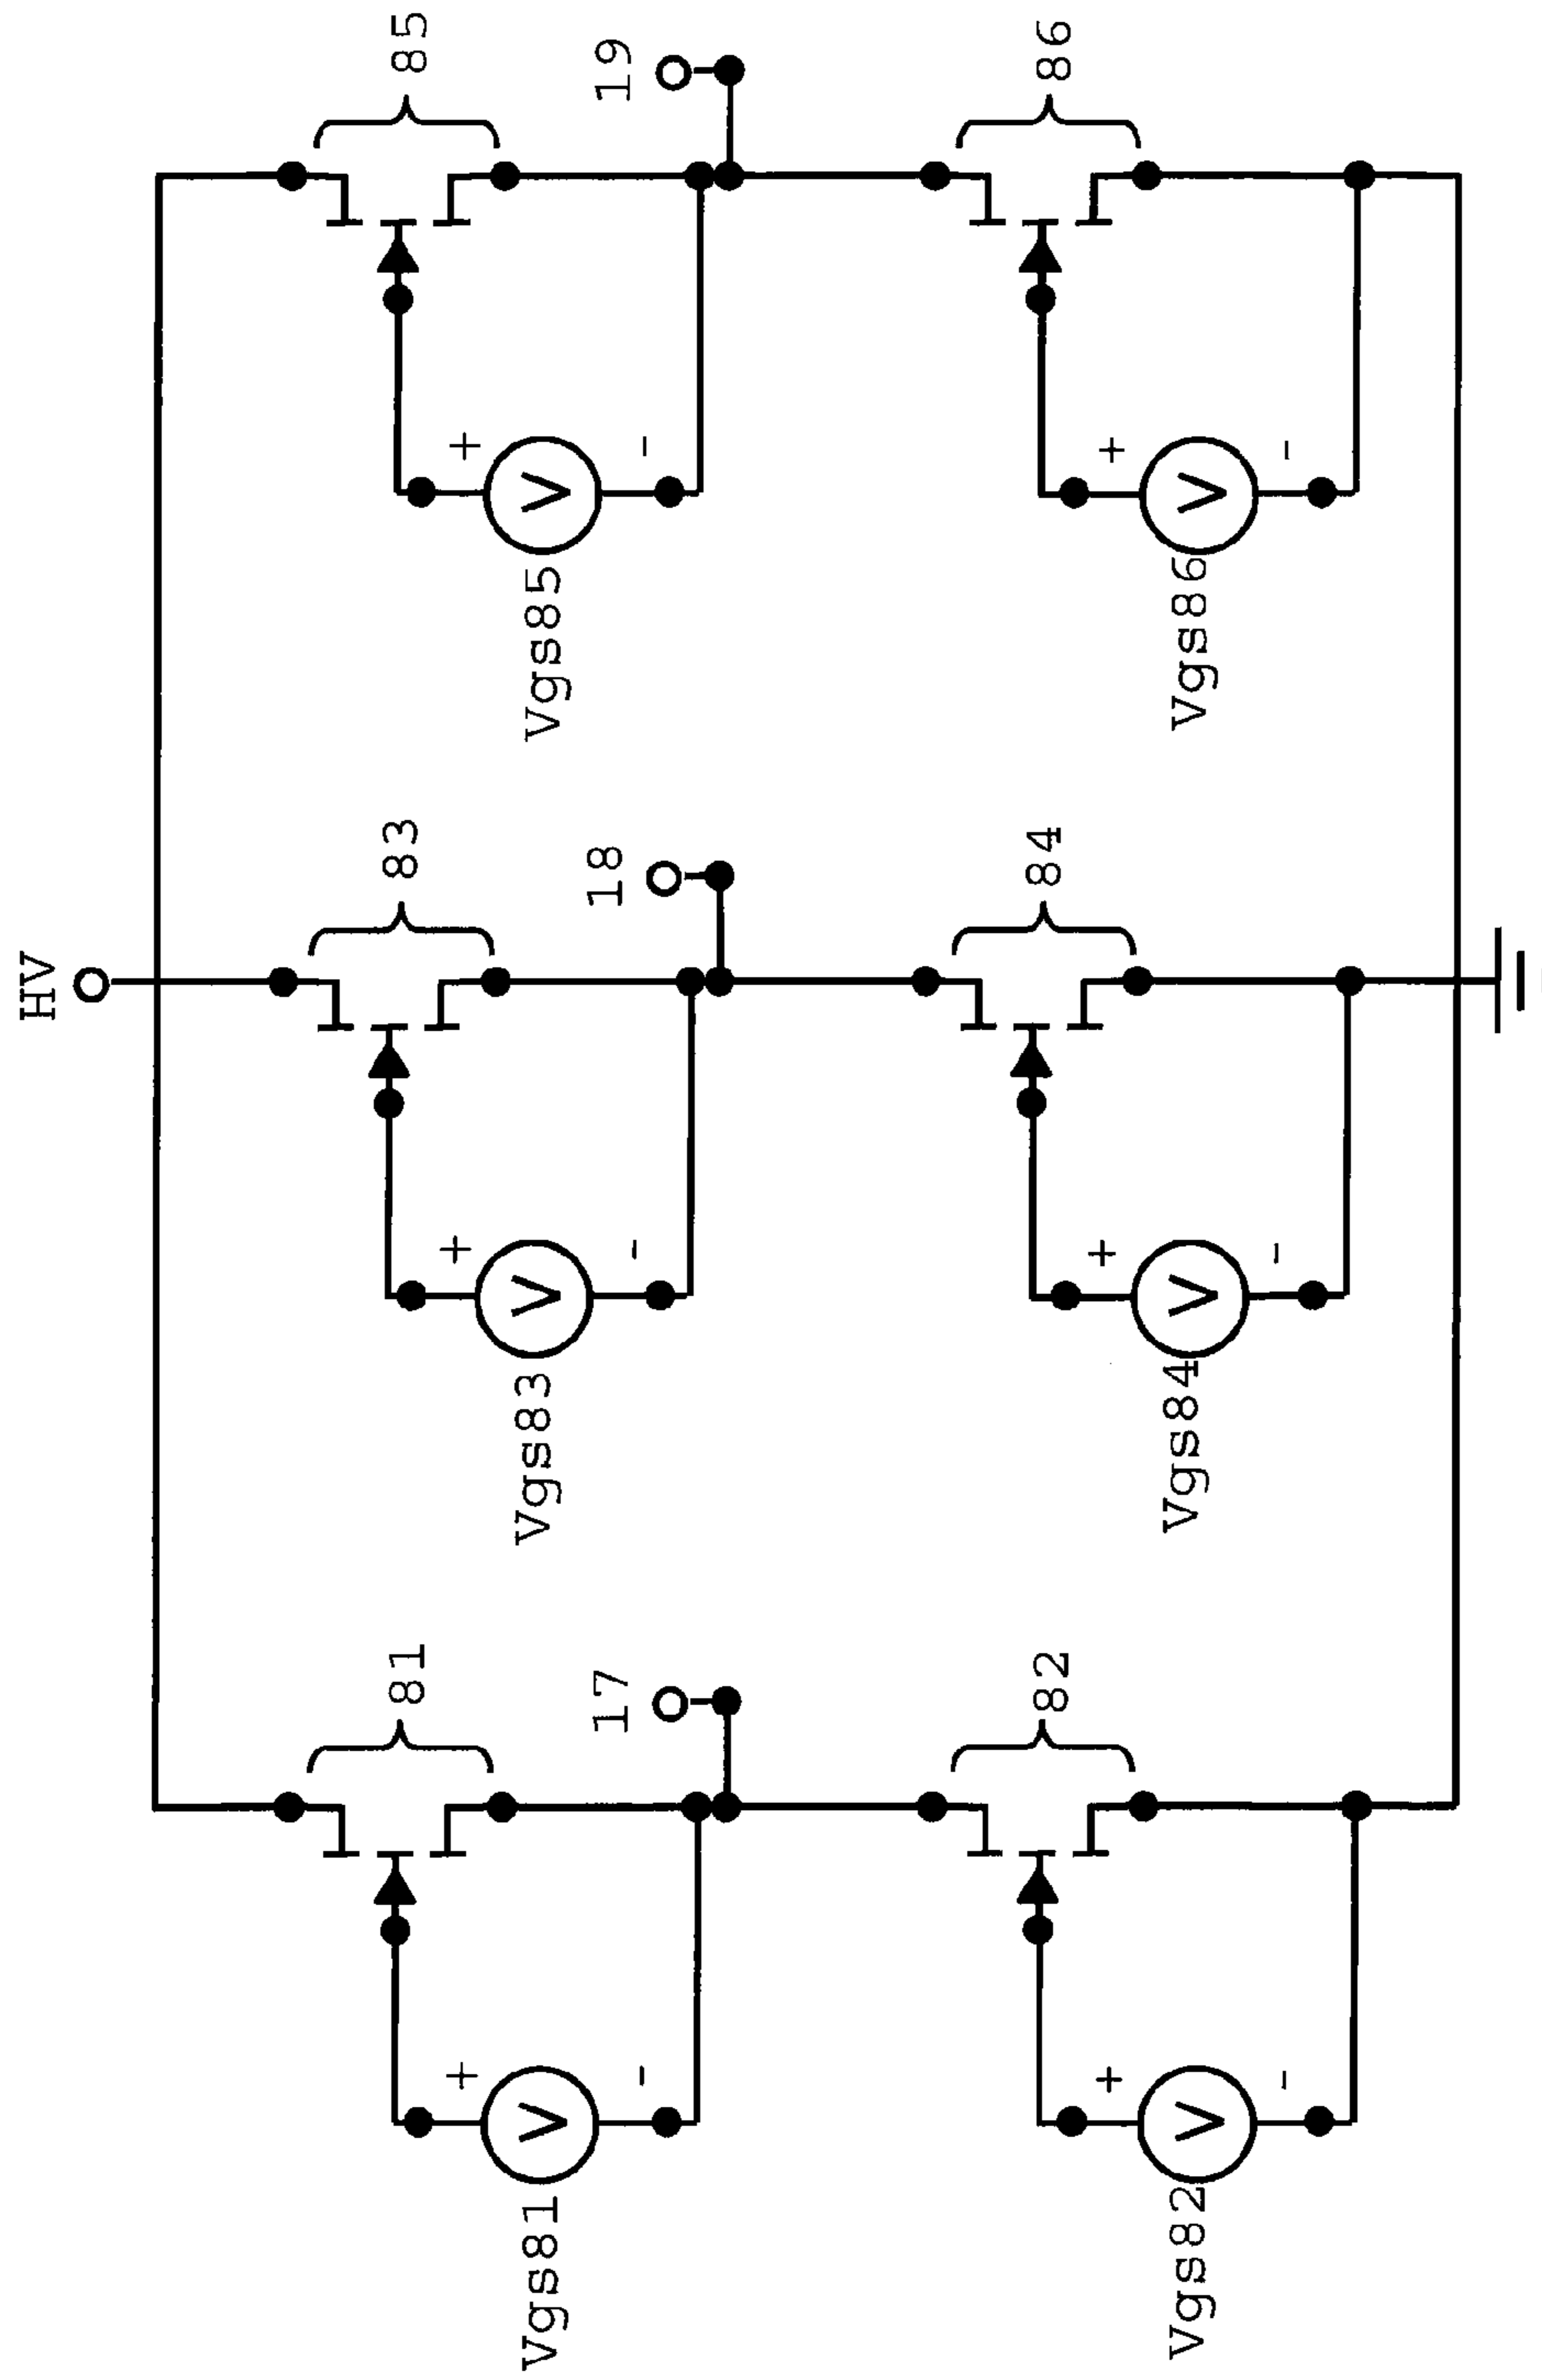 HV
81
83
85
17
18
19
+
V
-
Vgs81
+
V
-
Vgs83
+
V
-
Vgs85
82
84
86
+
V
-
Vgs82
+
V
-
Vgs84
+
V
-
Vgs86